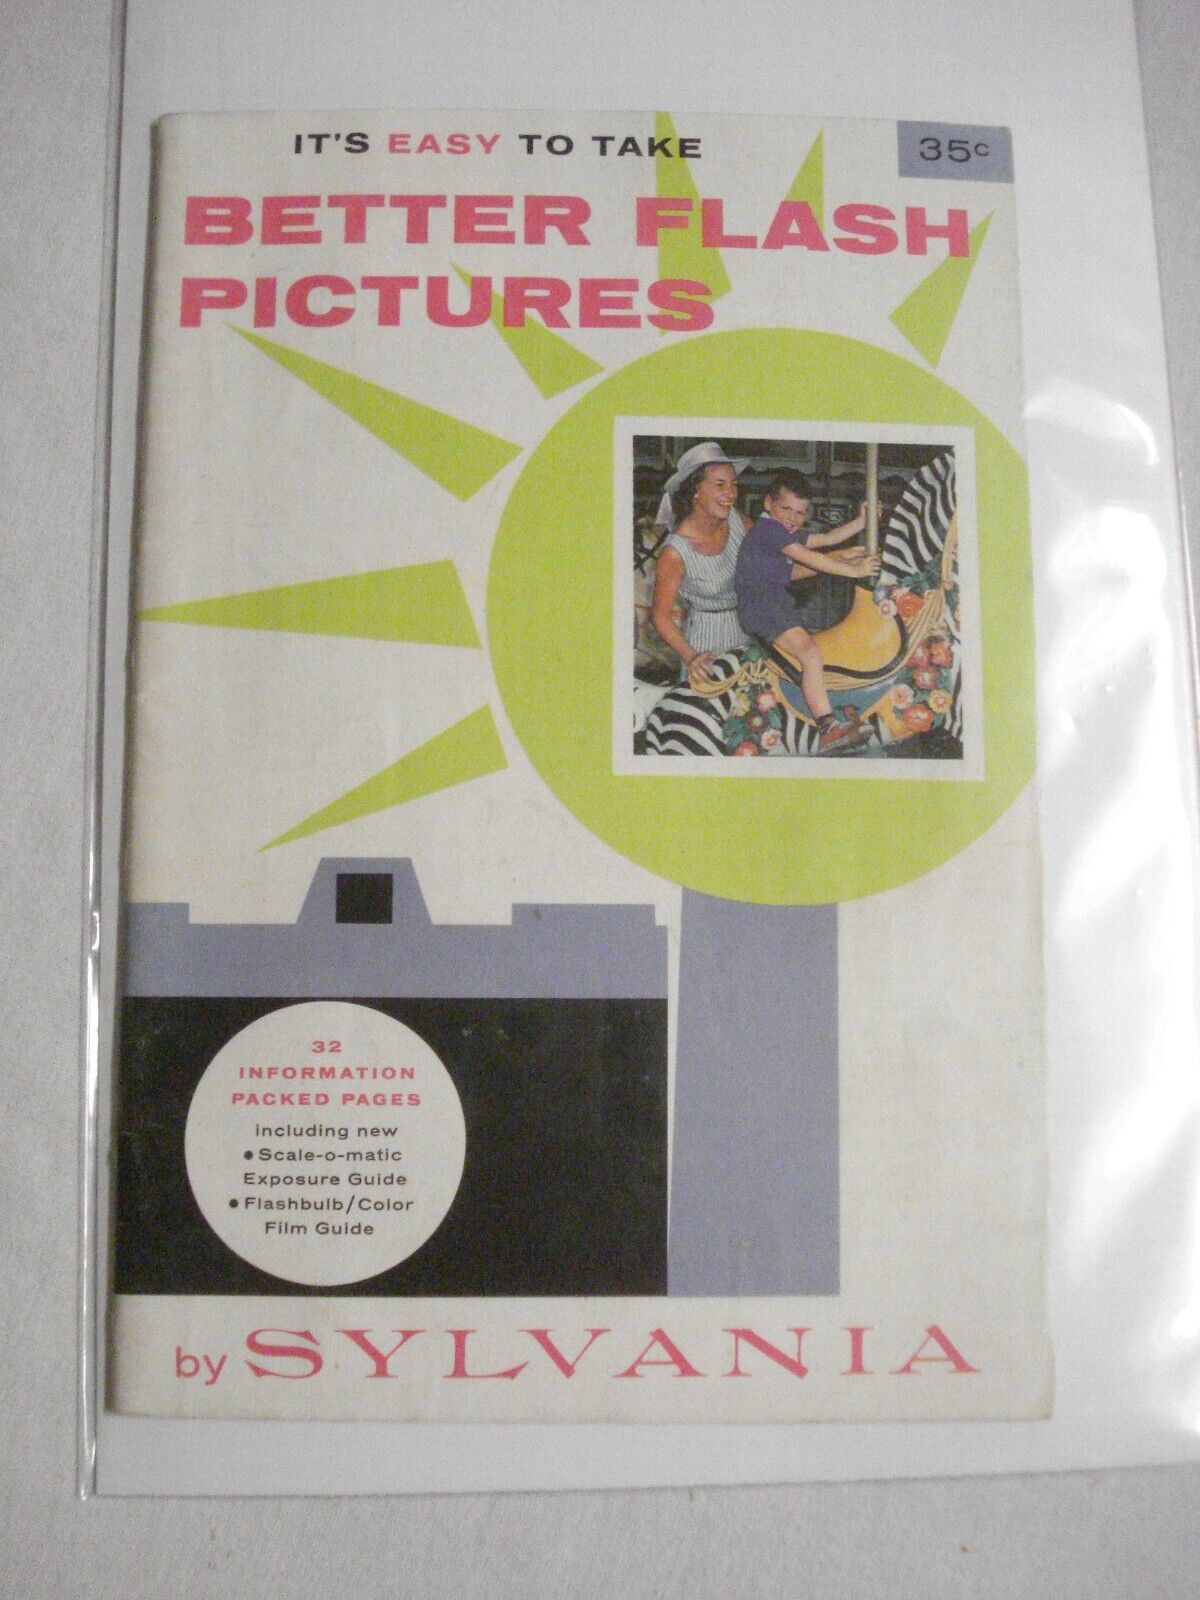 IT'S EASY TO TAKE
35c
BETTER FLASH
PICTURES
32
INFORMATION
PACKED PAGES
including new
• Scale-o-matic
Exposure Guide
• Flashbulb/Color
Film Guide
by SYLVANIA